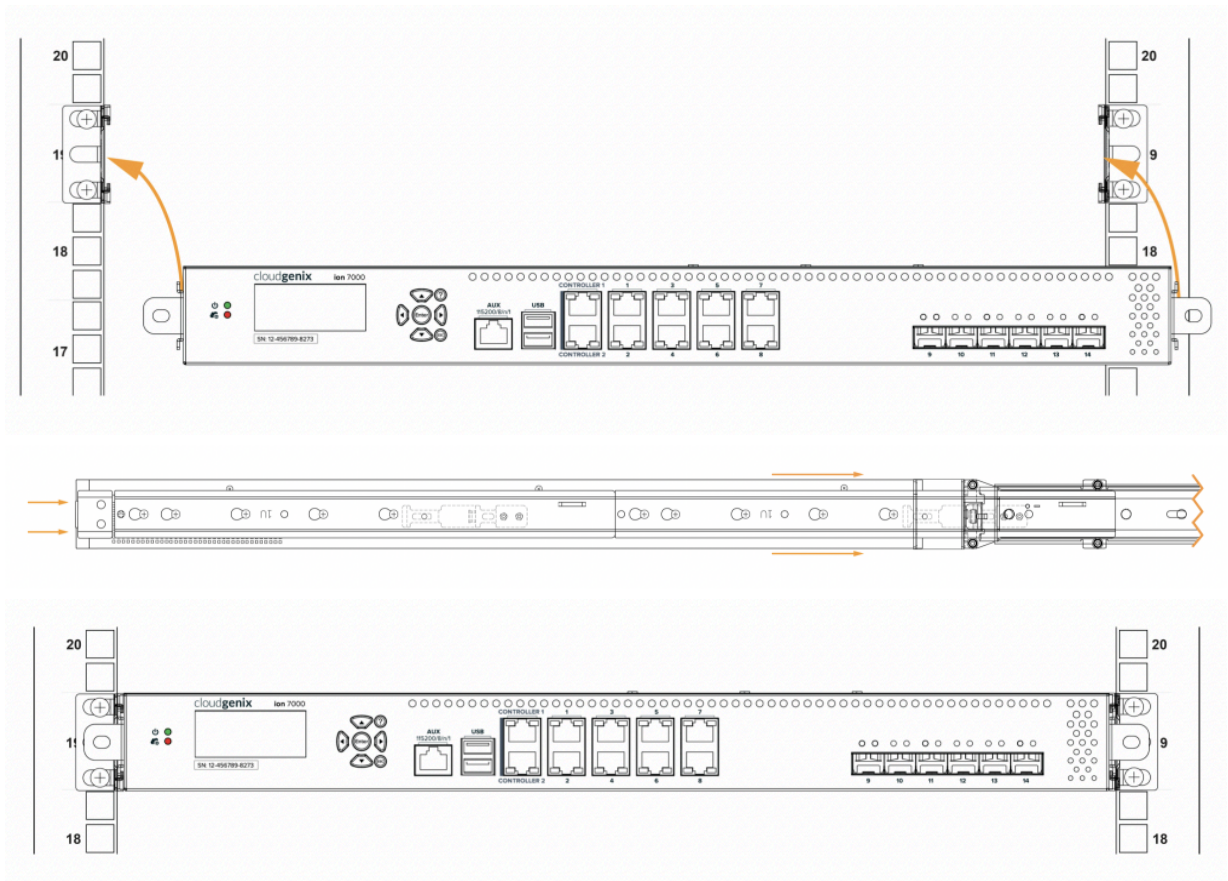 20 20
19 9
18 18
17
cloudgenix ion 7000
SN: 12-456789-8273
Enter
?
AUX
115200/8/n/1
USB
CONTROLLER 1 1 3 5 7
CONTROLLER 2 2 4 6 8
9 10 11 12 13 14
1U 1U
20 20
19 9
18 18
cloudgenix ion 7000
SN: 12-456789-8273
Enter
?
AUX
115200/8/n/1
USB
CONTROLLER 1 1 3 5 7
CONTROLLER 2 2 4 6 8
9 10 11 12 13 14